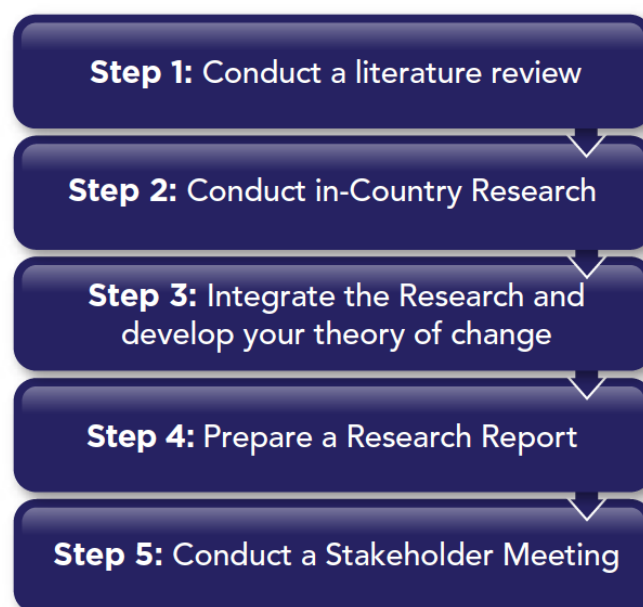 Step 1: Conduct a literature review
Step 2: Conduct in-Country Research
Step 3: Integrate the Research and
develop your theory of change
Step 4: Prepare a Research Report
Step 5: Conduct a Stakeholder Meeting